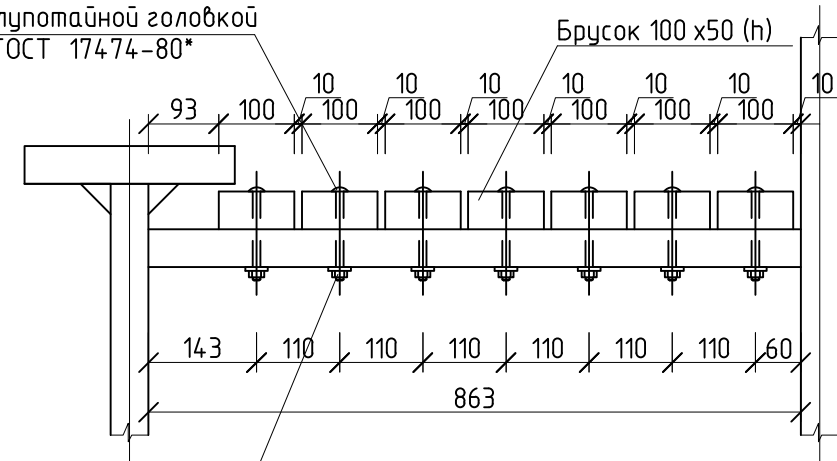 лупотайной головкой
ГОСТ 17474-80*
Брусок 100 х50 (h)
10 10 10 10 10 10 10
93 100 100 100 100 100 100 100
143 110 110 110 110 110 110 60
863